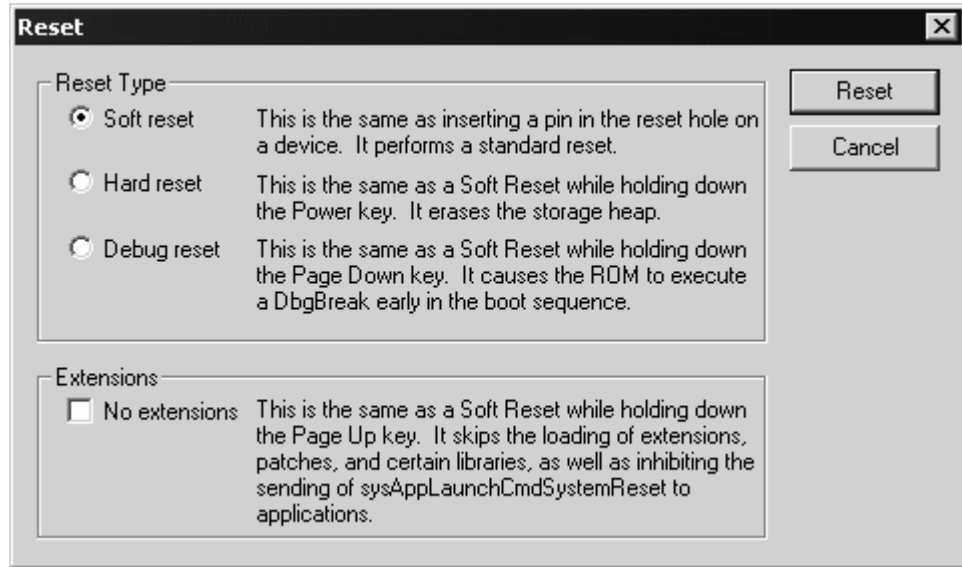 Reset
Reset Type
Soft reset
This is the same as inserting a pin in the reset hole on
a device. It performs a standard reset.
Hard reset
This is the same as a Soft Reset while holding down
the Power key. It erases the storage heap.
Debug reset
This is the same as a Soft Reset while holding down
the Page Down key. It causes the ROM to execute
a DbgBreak early in the boot sequence.
Extensions
No extensions
This is the same as a Soft Reset while holding down
the Page Up key. It skips the loading of extensions,
patches, and certain libraries, as well as inhibiting the
sending of sysAppLaunchCmdSystemReset to
applications.
Reset
Cancel